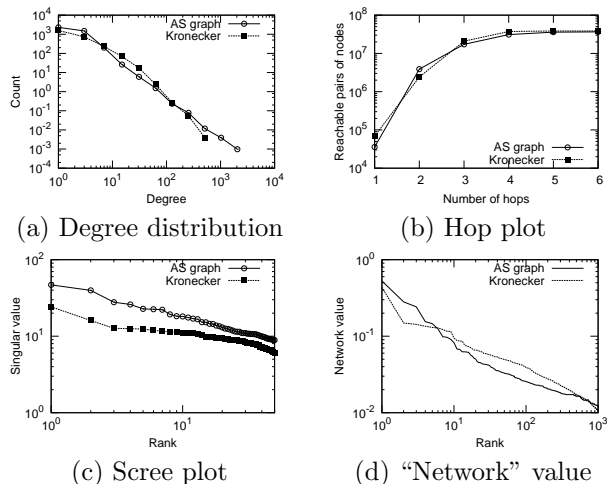 10^4
10^3
10^2
10^1
10^0
10^-1
10^-2
10^-3
10^-4
Count
AS graph
Kronecker
10^0 10^1 10^2 10^3 10^4
Degree
(a) Degree distribution
10^8
10^7
10^6
10^5
10^4
Reachable pairs of nodes
AS graph
Kronecker
1 2 3 4 5 6
Number of hops
(b) Hop plot
10^2
10^1
10^0
Singular value
AS graph
Kronecker
10^0 10^1
Rank
(c) Scree plot
10^0
10^-1
10^-2
Network value
AS graph
Kronecker
10^0 10^1 10^2 10^3
Rank
(d) “Network” value